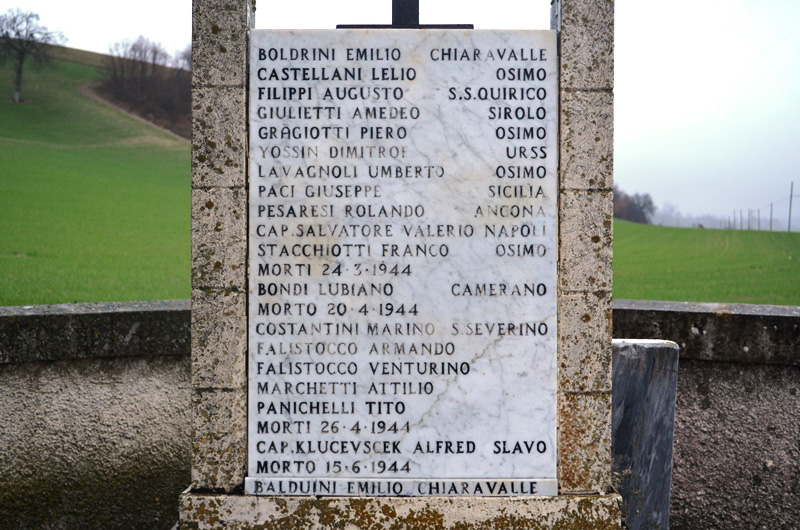 BOLDRINI EMILIO CHIARAVALLE
CASTELLANI LELIO OSIMO
FILIPPI AUGUSTO S.S.QUIRICO
GIULIETTI AMEDEO SIROLO
GRAGIOTTI PIERO OSIMO
YOSSIN DIMITROF URSS
LAVAGNOLI UMBERTO OSIMO
PACI GIUSEPPE SICILIA
PESARESI ROLANDO ANCONA
CAP.SALVATORE VALERIO NAPOLI
STACCHIOTTI FRANCO OSIMO
MORTI 24·3·1944
BONDI LUBIANO CAMERANO
MORTO 20·4·1944
COSTANTINI MARINO S.SEVERINO
FALISTOCCO ARMANDO
FALISTOCCO VENTURINO
MARCHETTI ATTILIO
PANICHELLI TITO
MORTI 26·4·1944
CAP.KLUCEVSCEK ALFRED SLAVO
MORTO 15·6·1944
BALDUINI EMILIO CHIARAVALLE